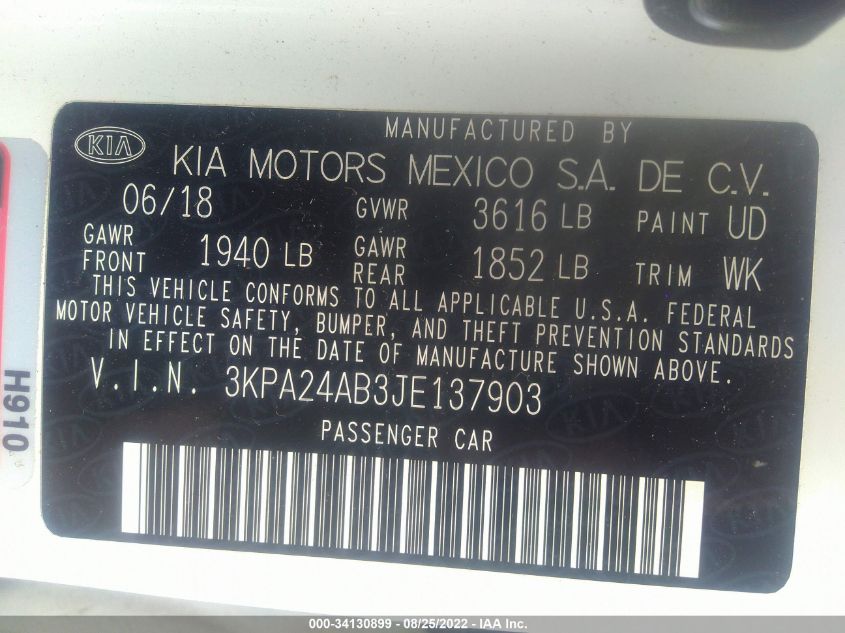 MANUFACTURED BY
KIA
KIA MOTORS MEXICO S.A. DE C.V.
06/18 GVWR 3616 LB PAINT UD
GAWR FRONT 1940 LB GAWR REAR 1852 LB TRIM WK
THIS VEHICLE CONFORMS TO ALL APPLICABLE U.S.A. FEDERAL
MOTOR VEHICLE SAFETY, BUMPER, AND THEFT PREVENTION STANDARDS
IN EFFECT ON THE DATE OF MANUFACTURE SHOWN ABOVE.
V.I.N. 3KPA24AB3JE137903
PASSENGER CAR
H910
000-34130899 - 08/25/2022 - IAA Inc.